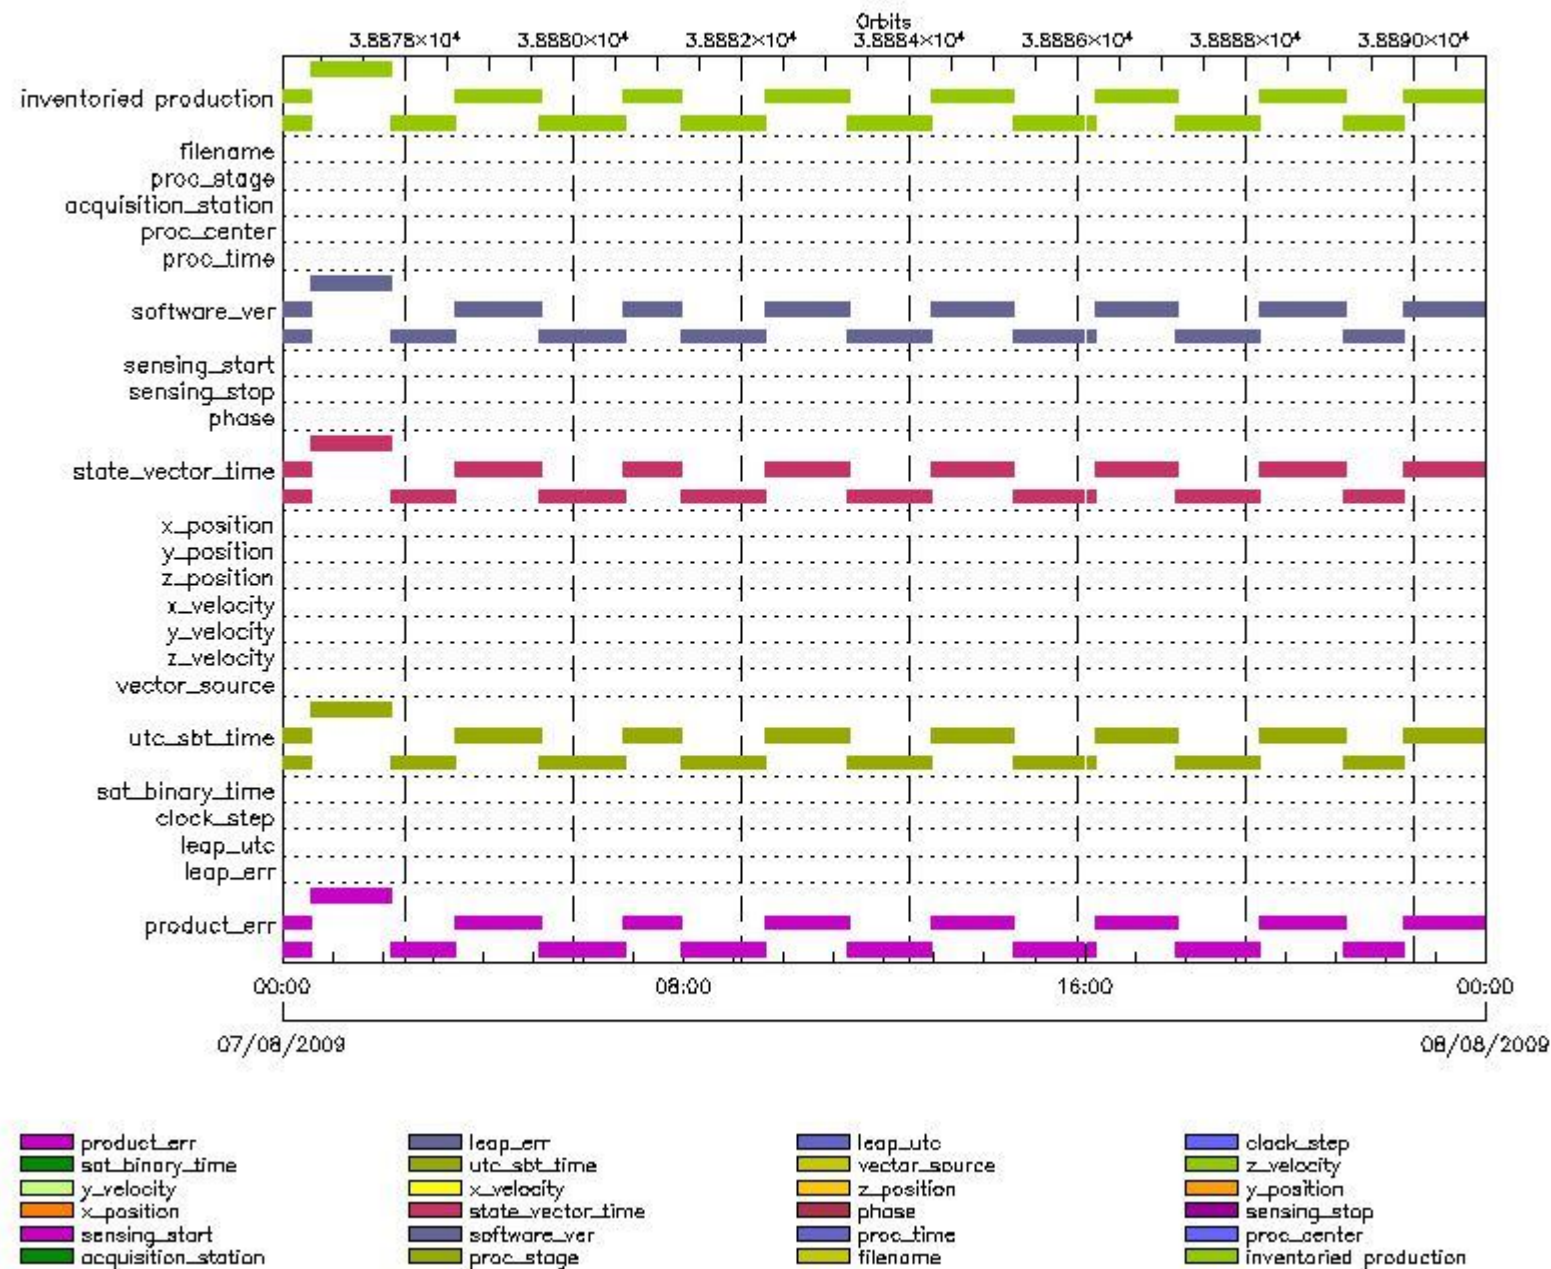 Orbits
3.8878×10⁴ 3.8880×10⁴ 3.8882×10⁴ 3.8884×10⁴ 3.8886×10⁴ 3.8888×10⁴ 3.8890×10⁴
inventoried production
filename
proc_stage
acquisition_station
proc_center
proc_time
software_ver
sensing_start
sensing_stop
phase
state_vector_time
x_position
y_position
z_position
x_velocity
y_velocity
z_velocity
vector_source
utc_sbt_time
sat_binary_time
clock_step
leap_utc
leap_err
product_err
00:00 08:00 16:00 00:00
07/08/2009 08/08/2009
product_err leap_err leap_utc clock_step
sat_binary_time utc_sbt_time vector_source z_velocity
y_velocity x_velocity z_position y_position
x_position state_vector_time phase sensing_stop
sensing_start software_ver proc_time proc_center
acquisition_station proc_stage filename inventoried production